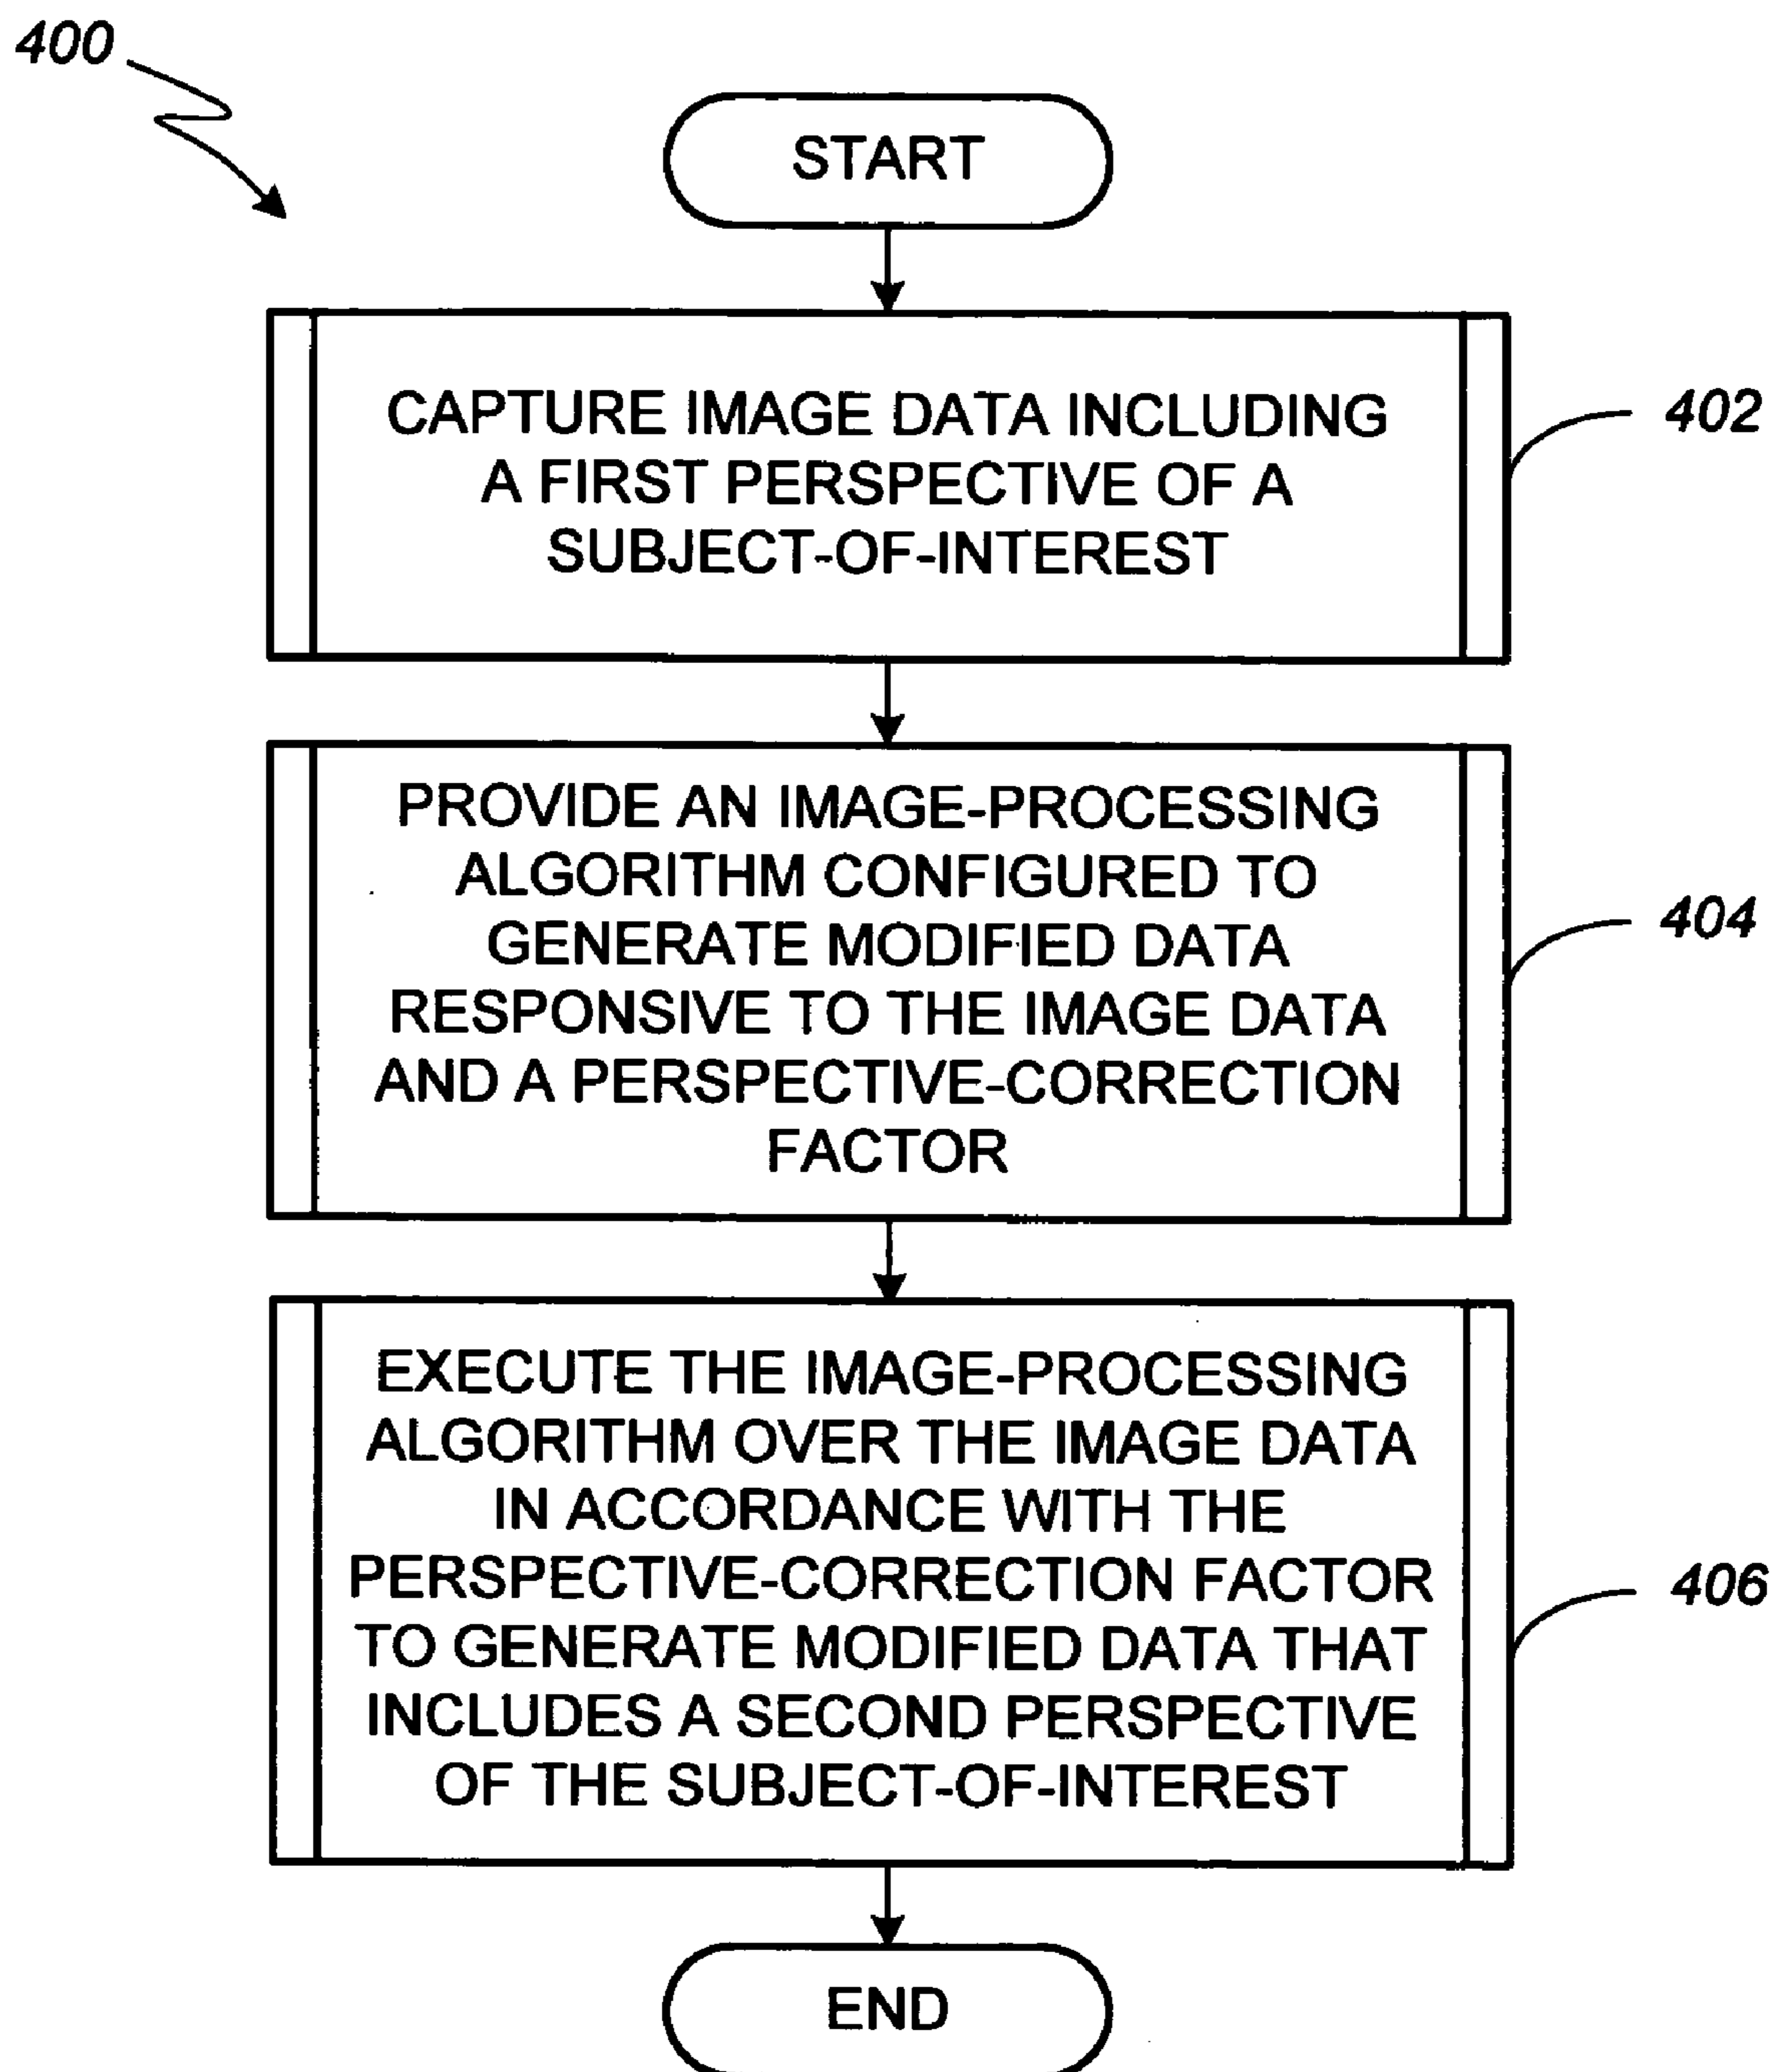 400
START
CAPTURE IMAGE DATA INCLUDING
A FIRST PERSPECTIVE OF A
SUBJECT-OF-INTEREST
402
PROVIDE AN IMAGE-PROCESSING
ALGORITHM CONFIGURED TO
GENERATE MODIFIED DATA
RESPONSIVE TO THE IMAGE DATA
AND A PERSPECTIVE-CORRECTION
FACTOR
404
EXECUTE THE IMAGE-PROCESSING
ALGORITHM OVER THE IMAGE DATA
IN ACCORDANCE WITH THE
PERSPECTIVE-CORRECTION FACTOR
TO GENERATE MODIFIED DATA THAT
INCLUDES A SECOND PERSPECTIVE
OF THE SUBJECT-OF-INTEREST
406
END